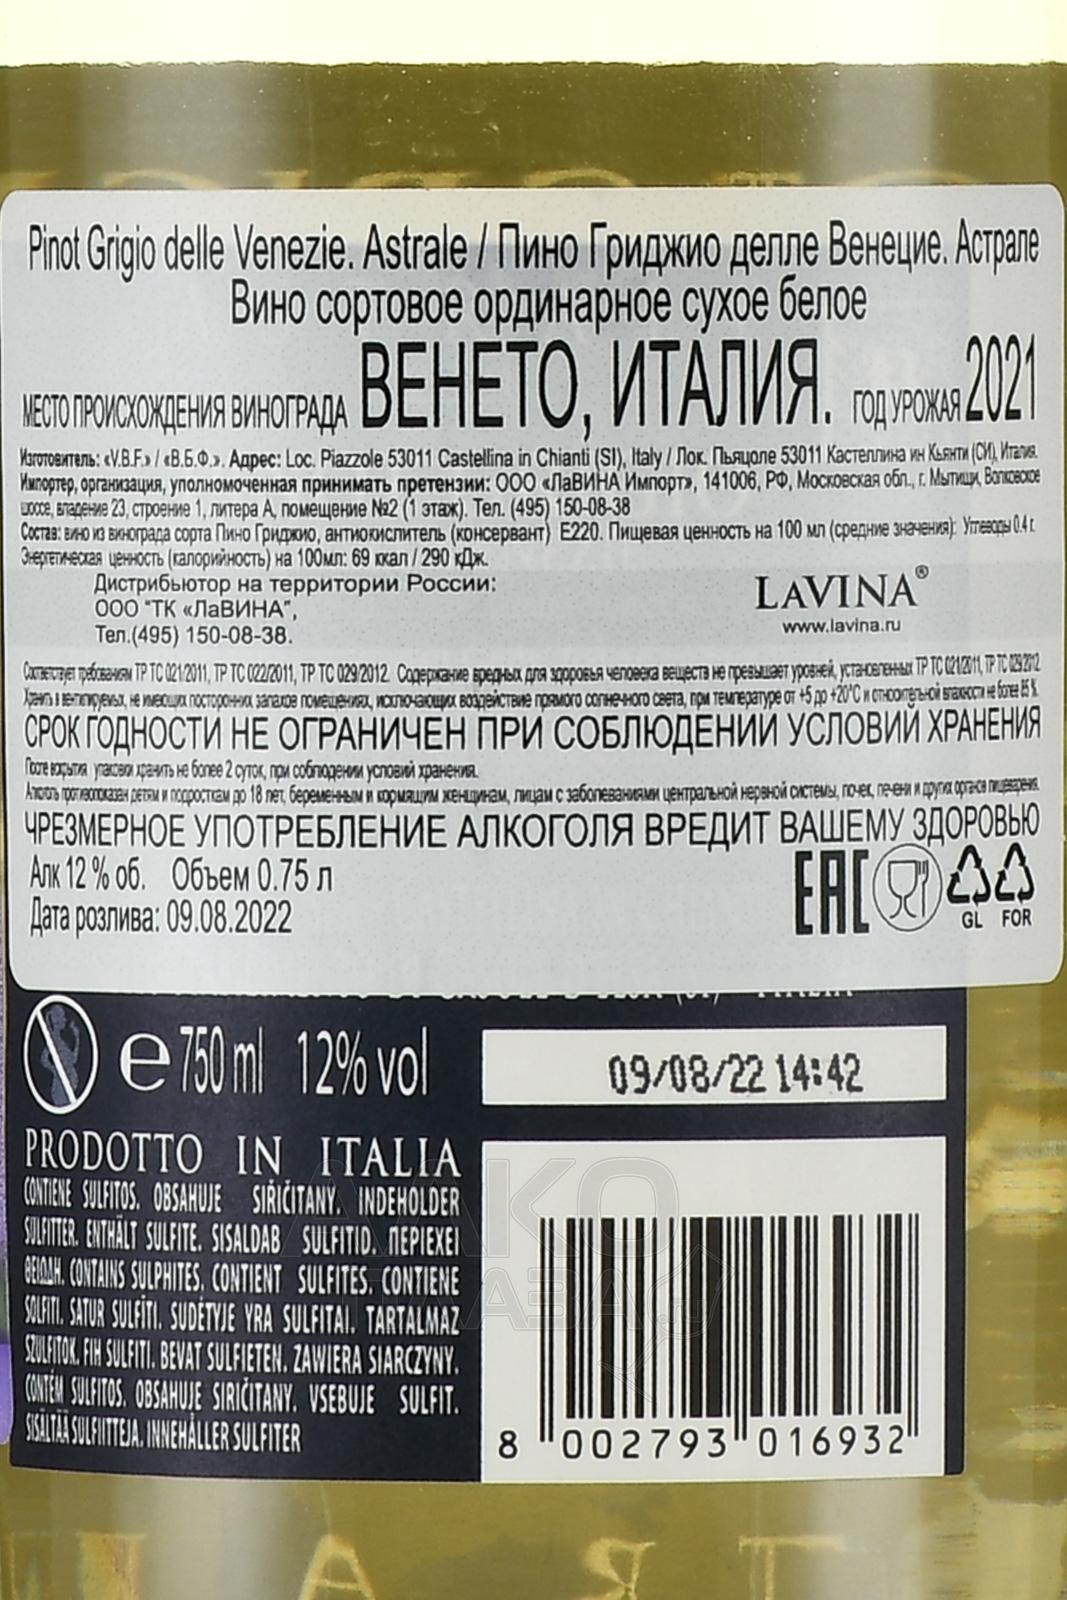 Pinot Grigio delle Venezie. Astrale / Пино Гриджио делле Венецие. Астрале
Вино сортовое ординарное сухое белое
МЕСТО ПРОИСХОЖДЕНИЯ ВИНОГРАДА ВЕНЕТО, ИТАЛИЯ. ГОД УРОЖАЯ 2021
Изготовитель: «V.B.F.» / «В.Б.Ф.». Адрес: Loc. Piazzole 53011 Castellina in Chianti (SI), Italy / Лок. Пьяцоле 53011 Кастеллина ин Кьянти (СИ), Италия.
Импортер, организация, уполномоченная принимать претензии: ООО «ЛаВИНА Импорт», 141006, РФ, Московская обл., г. Мытищи, Волковское
шоссе, владение 23, строение 1, литера А, помещение №2 (1 этаж). Тел. (495) 150-08-38
Состав: вино из винограда сорта Пино Гриджио, антиокислитель (консервант) Е220. Пищевая ценность на 100 мл (средние значения): Углеводы 0.4 г.
Энергетическая ценность (калорийность) на 100мл: 69 ккал / 290 кДж.
Дистрибьютор на территории России:
ООО "ТК «ЛаВИНА",
Тел.(495) 150-08-38.
LAVINA®
www.lavina.ru
Соответствует требованиям ТР ТС 021/2011, ТР ТС 022/2011, ТР ТС 029/2012. Содержание вредных для здоровья человека веществ не превышает уровней, установленных ТР ТС 021/2011, ТР ТС 029/2012
Хранить в вентилируемых, не имеющих посторонних запахов помещениях, исключающих воздействие прямого солнечного света, при температуре от +5 до +20°С и относительной влажности не более 85 %.
СРОК ГОДНОСТИ НЕ ОГРАНИЧЕН ПРИ СОБЛЮДЕНИИ УСЛОВИЙ ХРАНЕНИЯ
После вскрытия упаковки хранить не более 2 суток, при соблюдении условий хранения.
Алкоголь противопоказан детям и подросткам до 18 лет, беременным и кормящим женщинам, лицам с заболеваниями центральной нервной системы, почек, печени и других органов пищеварения.
ЧРЕЗМЕРНОЕ УПОТРЕБЛЕНИЕ АЛКОГОЛЯ ВРЕДИТ ВАШЕМУ ЗДОРОВЬЮ
Алк 12 % об. Объем 0.75 л
Дата розлива: 09.08.2022
EAC
GL FOR
℮ 750 ml 12% vol
09/08/22 14:42
PRODOTTO IN ITALIA
CONTIENE SULFITOS. OBSAHUJE SIŘIČITANY. INDEHOLDER
SULFITTER. ENTHÄLT SULFITE. SISALDAB SULFITID. ΠΕΡΙΕΧΕΙ
ΘΕΙΏΔΗ. CONTAINS SULPHITES. CONTIENT SULFITES. CONTIENE
SOLFITI. SATUR SULFĪTI. SUDĖTYJE YRA SULFITAI. TARTALMAZ
SZULFITOK. FIH SULFITI. BEVAT SULFIETEN. ZAWIERA SIARCZYNY.
CONTÉM SULFITOS. OBSAHUJE SIRIČITANY. VSEBUJE SULFIT.
SISÄLTÄÄ SULFIITTEJA. INNEHÅLLER SULFITER
8 002793 016932
АЛКО
ПЛАЗА.ru